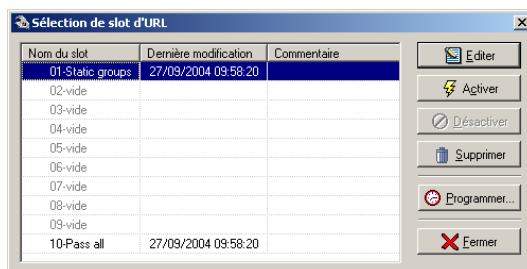 Sélection de slot d'URL
Nom du slot Dernière modification Commentaire
01-Static groups 27/09/2004 09:58:20
02-vide
03-vide
04-vide
05-vide
06-vide
07-vide
08-vide
09-vide
10-Pass all 27/09/2004 09:58:20
Editer
Activer
Désactiver
Supprimer
Programmer...
Fermer